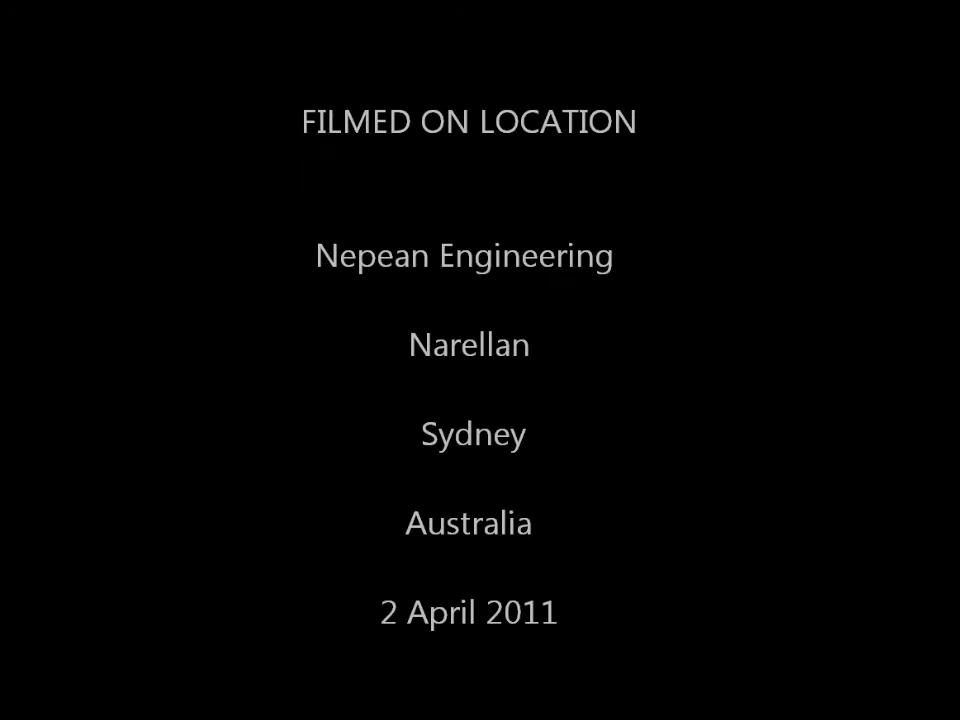 FILMED ON LOCATION
Nepean Engineering
Narellan
Sydney
Australia
2 April 2011